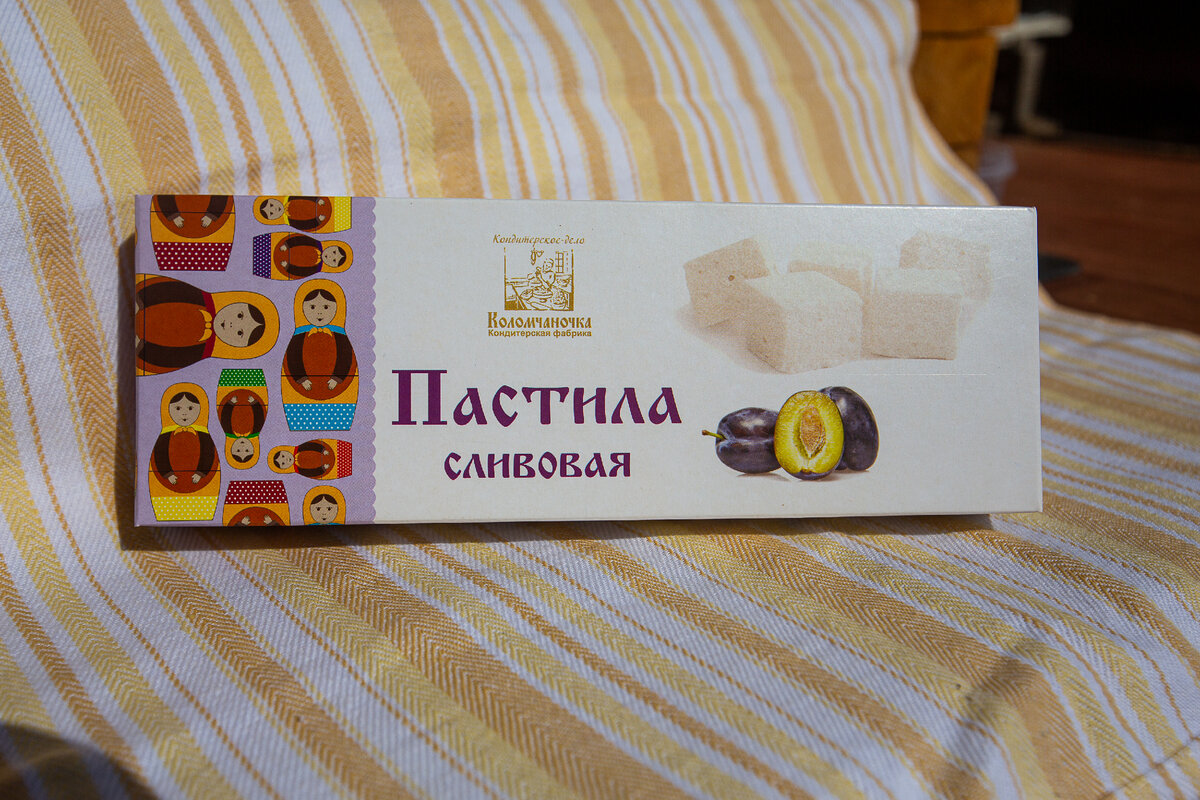 Кондитерское-дело
Коломчаночка
Кондитерская фабрика
Пастила
сливовая